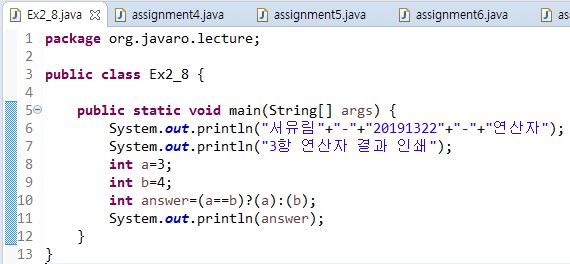 Ex2_8.java assignment4.java assignment5.java assignment6.java as
1 package org.javaro.lecture;
2
3 public class Ex2_8 {
4
5 public static void main(String[] args) {
6 System.out.println("서유림"+"-"+"20191322"+"-"+"연산자");
7 System.out.println("3항 연산자 결과 인쇄");
8 int a=3;
9 int b=4;
10 int answer=(a==b)?(a):(b);
11 System.out.println(answer);
12 }
13 }